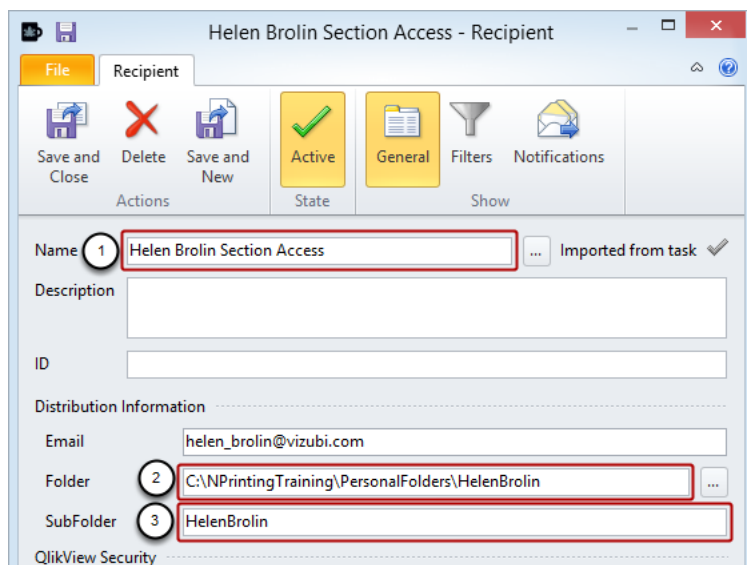 Helen Brolin Section Access - Recipient
File Recipient
Save and Close Delete Save and New Active General Filters Notifications
Actions State Show
Name 1 Helen Brolin Section Access ... Imported from task
Description
ID
Distribution Information
Email helen_brolin@vizubi.com
Folder 2 C:\NPrintingTraining\PersonalFolders\HelenBrolin ...
SubFolder 3 HelenBrolin
QlikView Security